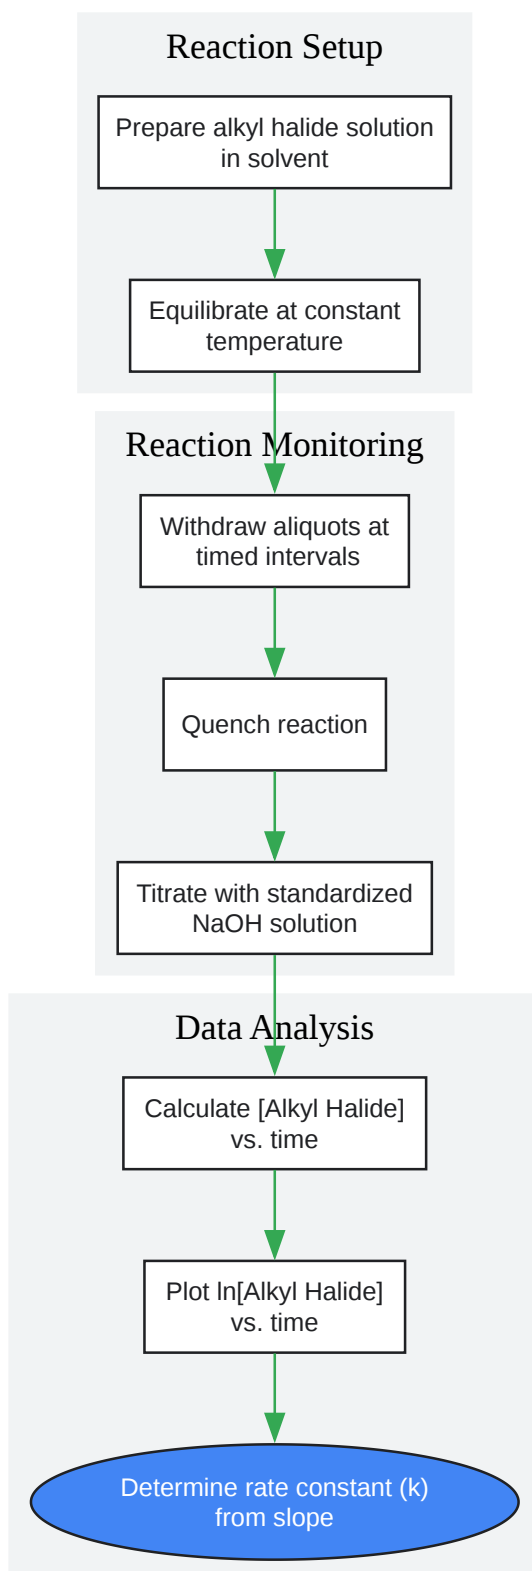 Reaction Setup
Prepare alkyl halide solution
in solvent
Equilibrate at constant
temperature
Reaction Monitoring
Withdraw aliquots at
timed intervals
Quench reaction
Titrate with standardized
NaOH solution
Data Analysis
Calculate [Alkyl Halide]
vs. time
Plot ln[Alkyl Halide]
vs. time
Determine rate constant (k)
from slope